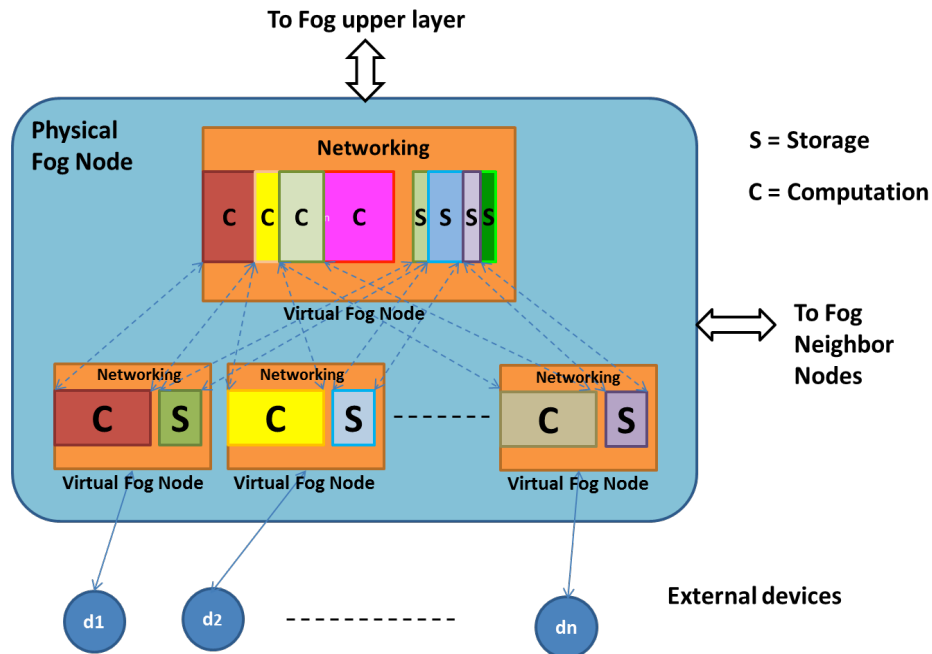 To Fog upper layer
Physical
Fog Node
Networking
C C C n C S S S S
Virtual Fog Node
S = Storage
C = Computation
To Fog
Neighbor
Nodes
Networking
C S
Virtual Fog Node
Networking
C S
Virtual Fog Node
Networking
C S
Virtual Fog Node
d1
d2
dn
External devices